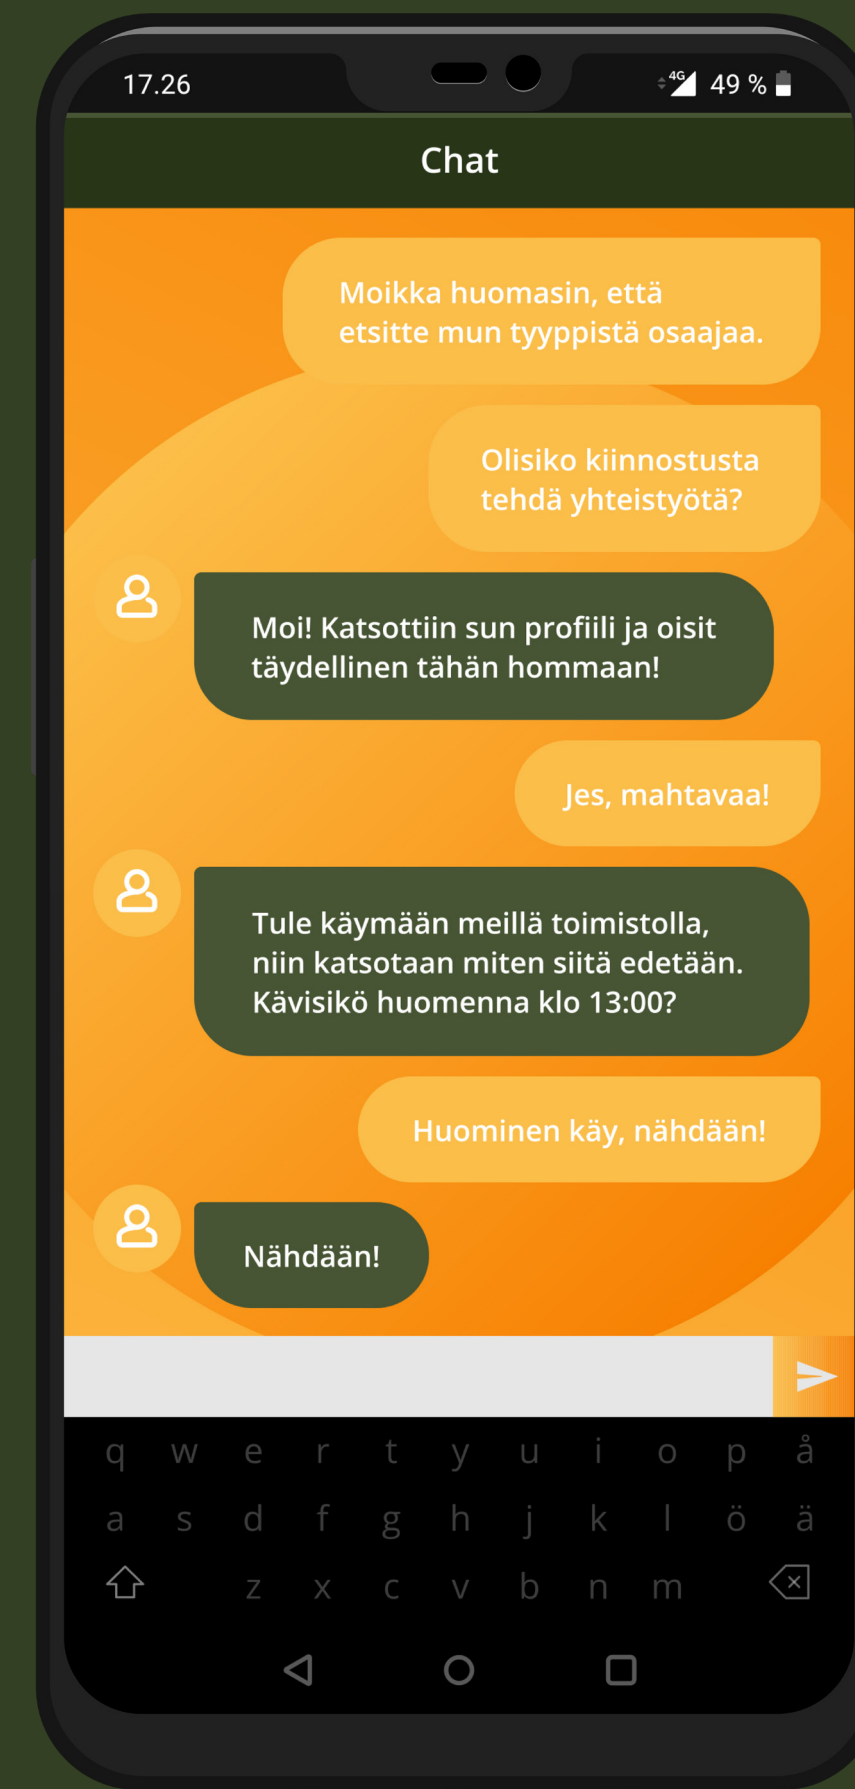 17.26
4G 49 %
Chat
Moikka huomasin, että
etsitte mun tyyppistä osaajaa.
Olisiko kiinnostusta
tehdä yhteistyötä?
Moi! Katsottiin sun profiili ja oisit
täydellinen tähän hommaan!
Jes, mahtavaa!
Tule käymään meillä toimistolla,
niin katsotaan miten siitä edetään.
Kävisikö huomenna klo 13:00?
Huominen käy, nähdään!
Nähdään!
q w e r t y u i o p å
a s d f g h j k l ö ä
z x c v b n m